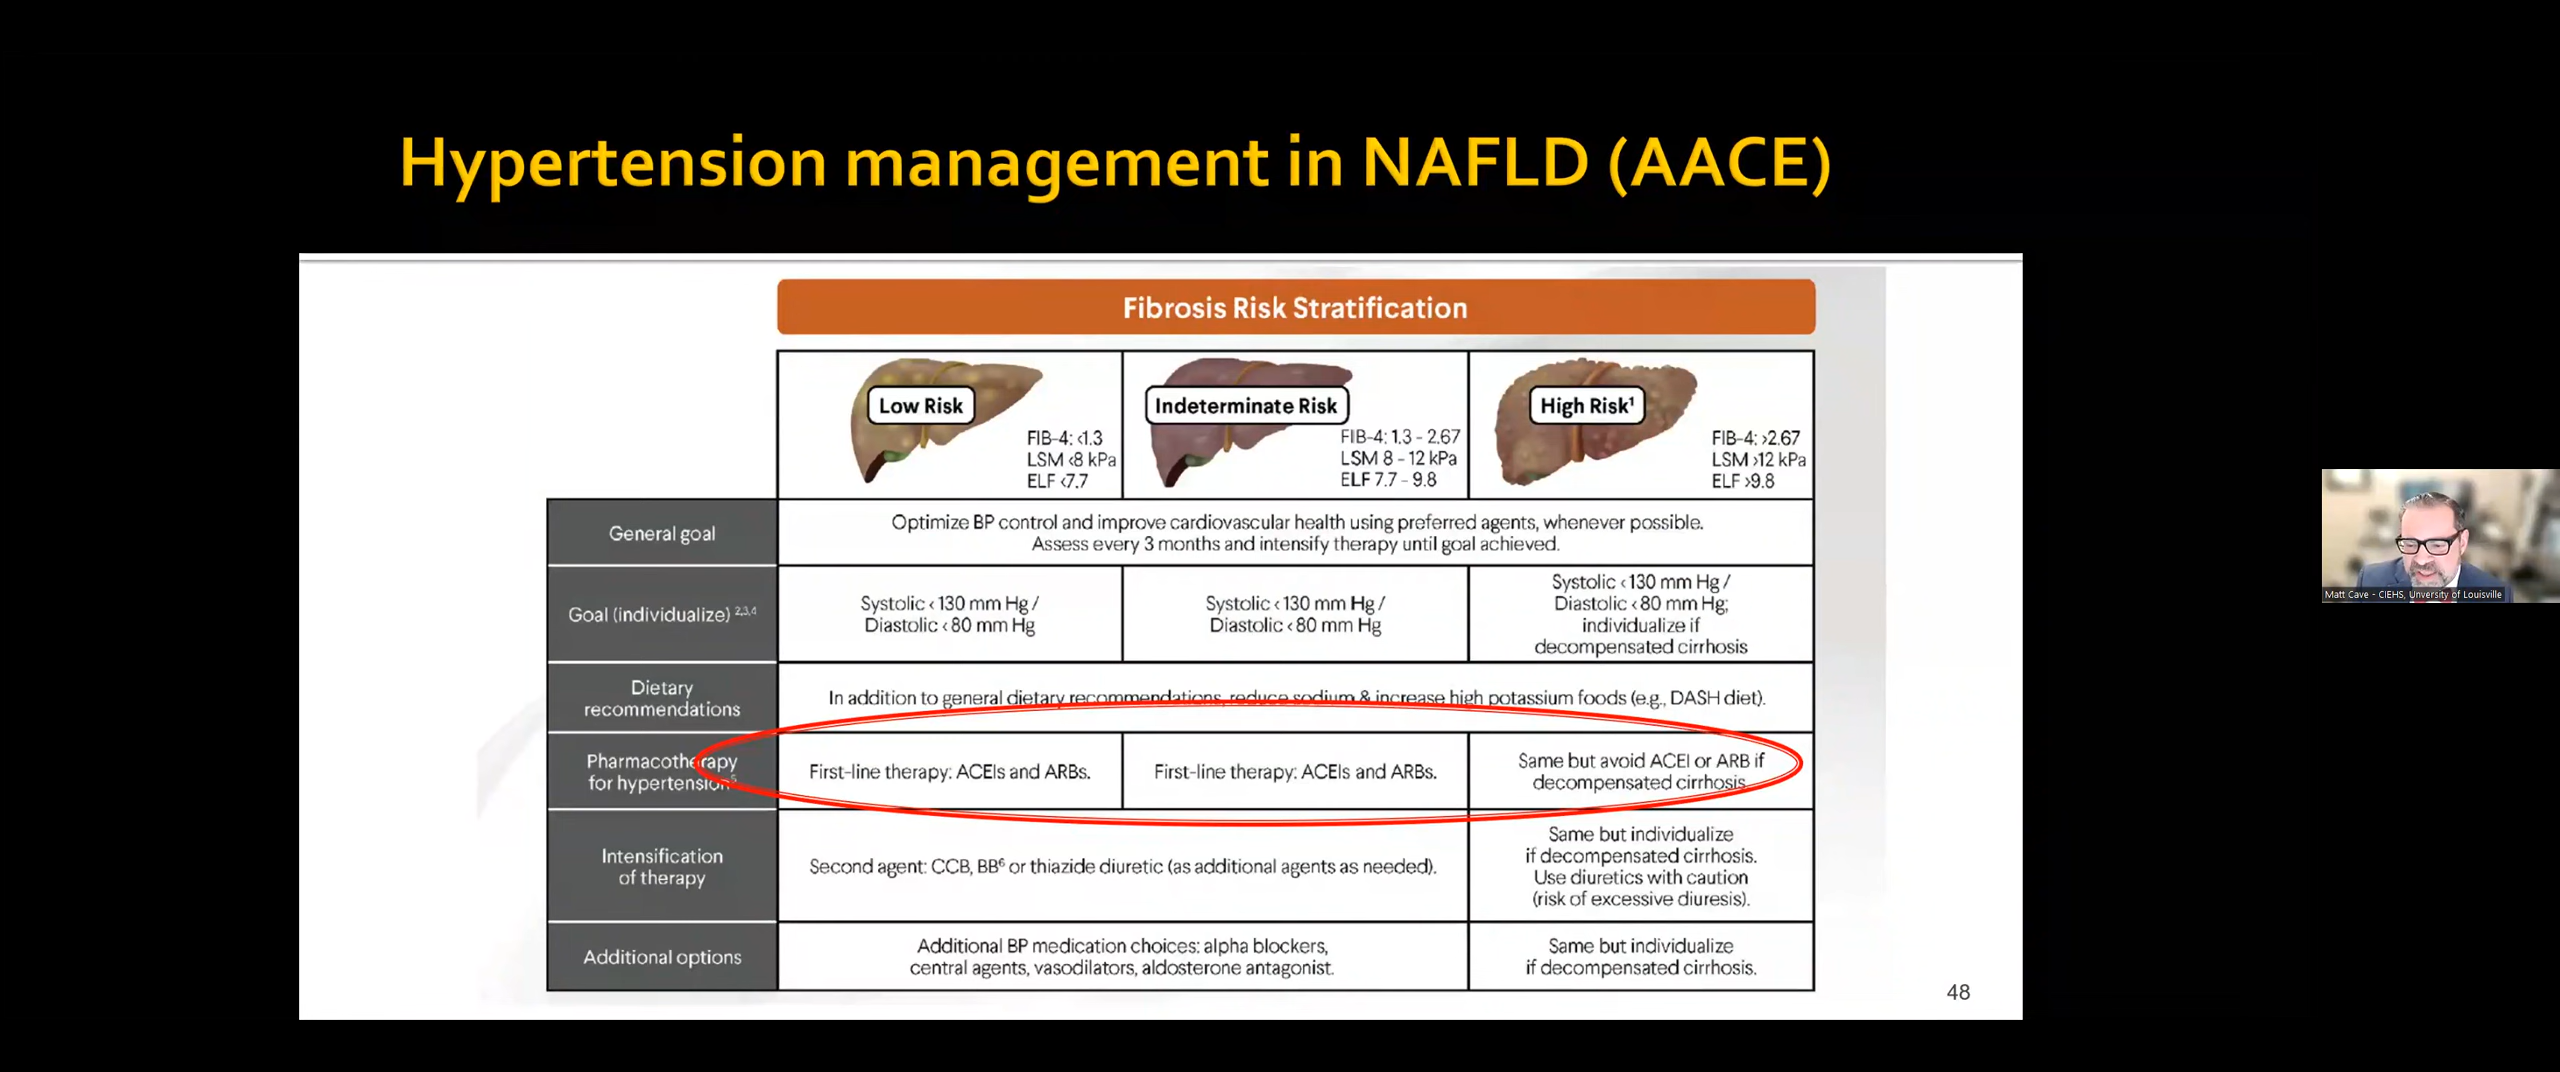 Hypertension management in NAFLD (AACE)
Fibrosis Risk Stratification
Low Risk
FIB-4: <1.3
LSM <8 kPa
ELF <7.7
Indeterminate Risk
FIB-4: 1.3 - 2.67
LSM 8 - 12 kPa
ELF 7.7 - 9.8
High Risk¹
FIB-4: >2.67
LSM >12 kPa
ELF >9.8
General goal
Optimize BP control and improve cardiovascular health using preferred agents, whenever possible.
Assess every 3 months and intensify therapy until goal achieved.
Goal (individualize) 2,3,4
Systolic < 130 mm Hg /
Diastolic < 80 mm Hg
Systolic < 130 mm Hg /
Diastolic < 80 mm Hg
Systolic < 130 mm Hg /
Diastolic < 80 mm Hg;
individualize if
decompensated cirrhosis
Dietary
recommendations
In addition to general dietary recommendations, reduce sodium & increase high potassium foods (e.g., DASH diet).
Pharmacotherapy
for hypertension⁵
First-line therapy: ACEIs and ARBs.
First-line therapy: ACEIs and ARBs.
Same but avoid ACEI or ARB if
decompensated cirrhosis
Intensification
of therapy
Second agent: CCB, BB⁶ or thiazide diuretic (as additional agents as needed).
Same but individualize
if decompensated cirrhosis.
Use diuretics with caution
(risk of excessive diuresis).
Additional options
Additional BP medication choices: alpha blockers,
central agents, vasodilators, aldosterone antagonist.
Same but individualize
if decompensated cirrhosis.
48
Matt Cave - CIEHS, Unversity of Louisville